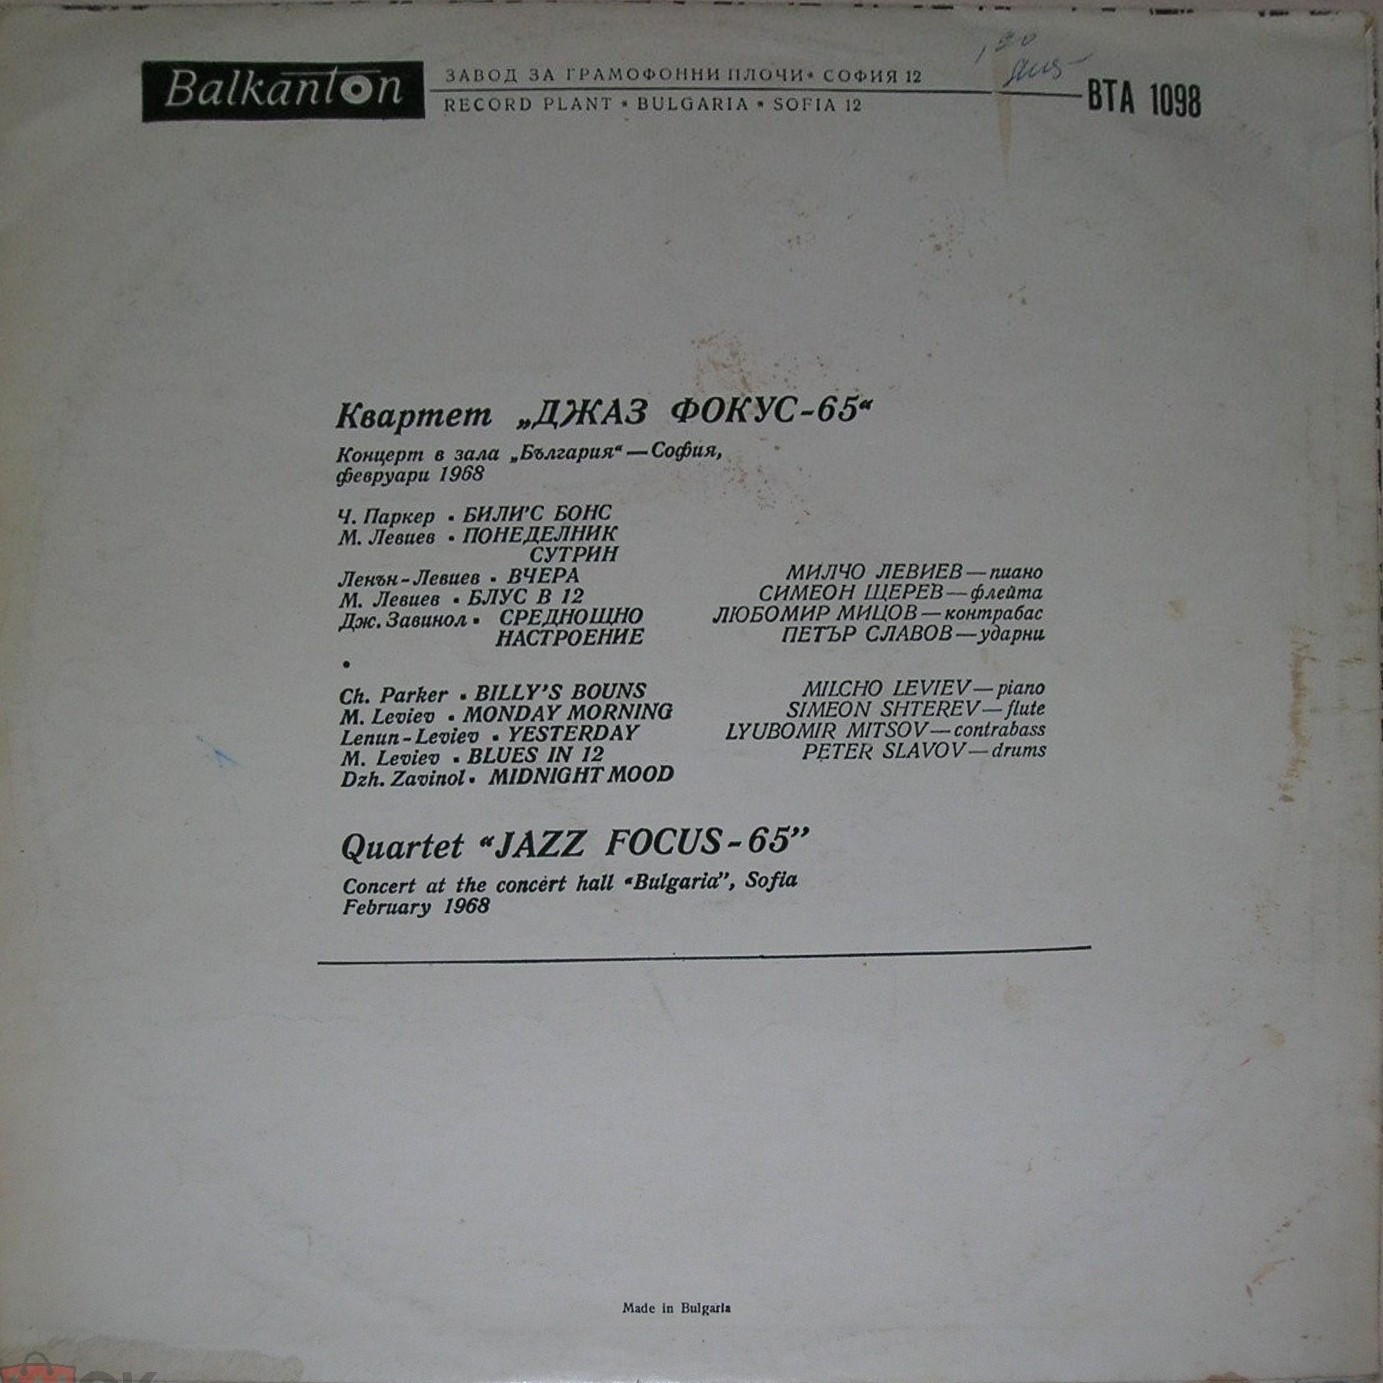 Balkanton
ЗАВОД ЗА ГРАМОФОННИ ПЛОЧИ • СОФИЯ 12
RECORD PLANT • BULGARIA • SOFIA 12
BTA 1098
Квартет „ДЖАЗ ФОКУС-65“
Концерт в зала „България“ — София,
февруари 1968
Ч. Паркер • БИЛИ'С БОНС
М. Левиев • ПОНЕДЕЛНИК
СУТРИН
Ленън-Левиев • ВЧЕРА
М. Левиев • БЛУС В 12
Дж. Завинол • СРЕДНОЩНО
НАСТРОЕНИЕ
МИЛЧО ЛЕВИЕВ — пиано
СИМЕОН ЩЕРЕВ — флейта
ЛЮБОМИР МИЦОВ — контрабас
ПЕТЪР СЛАВОВ — ударни
•
Ch. Parker • BILLY'S BOUNS
M. Leviev • MONDAY MORNING
Lenun-Leviev • YESTERDAY
M. Leviev • BLUES IN 12
Dzh. Zavinol • MIDNIGHT MOOD
MILCHO LEVIEV — piano
SIMEON SHTEREV — flute
LYUBOMIR MITSOV — contrabass
PETER SLAVOV — drums
Quartet “JAZZ FOCUS-65”
Concert at the concert hall “Bulgaria”, Sofia
February 1968
Made in Bulgaria